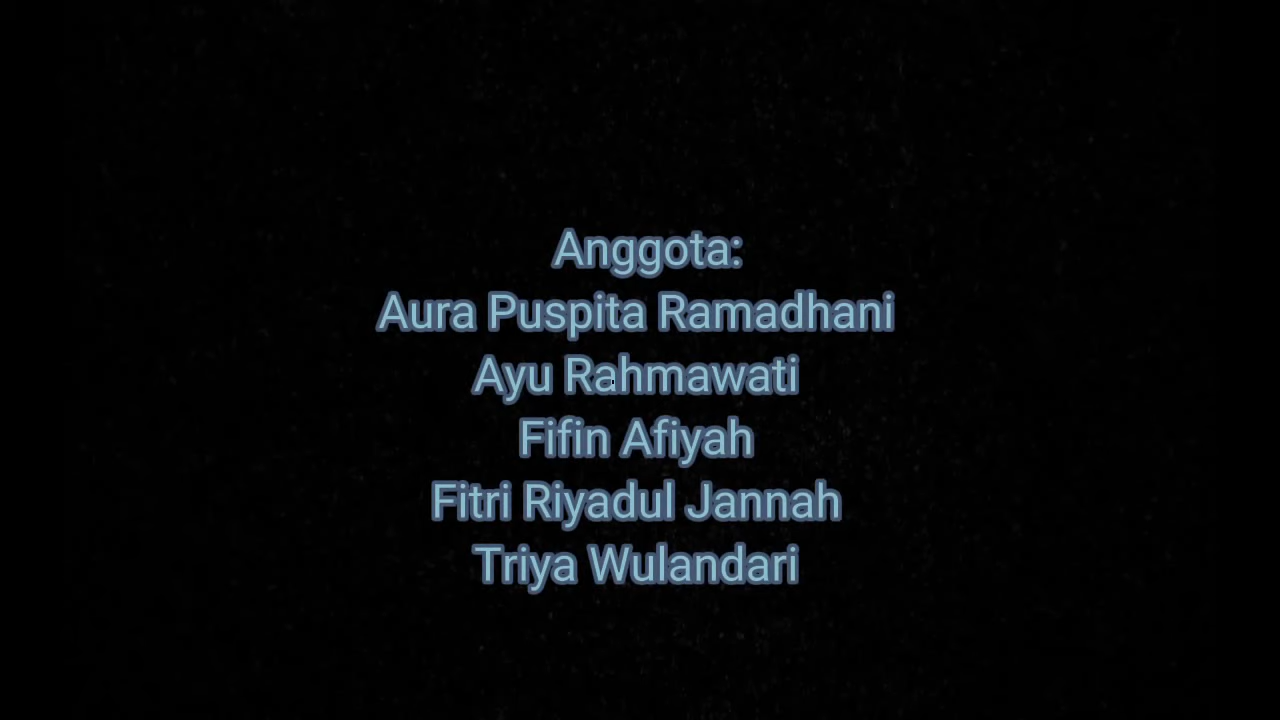 Anggota:
Aura Puspita Ramadhani
Ayu Rahmawati
Fifin Afiyah
Fitri Riyadul Jannah
Triya Wulandari